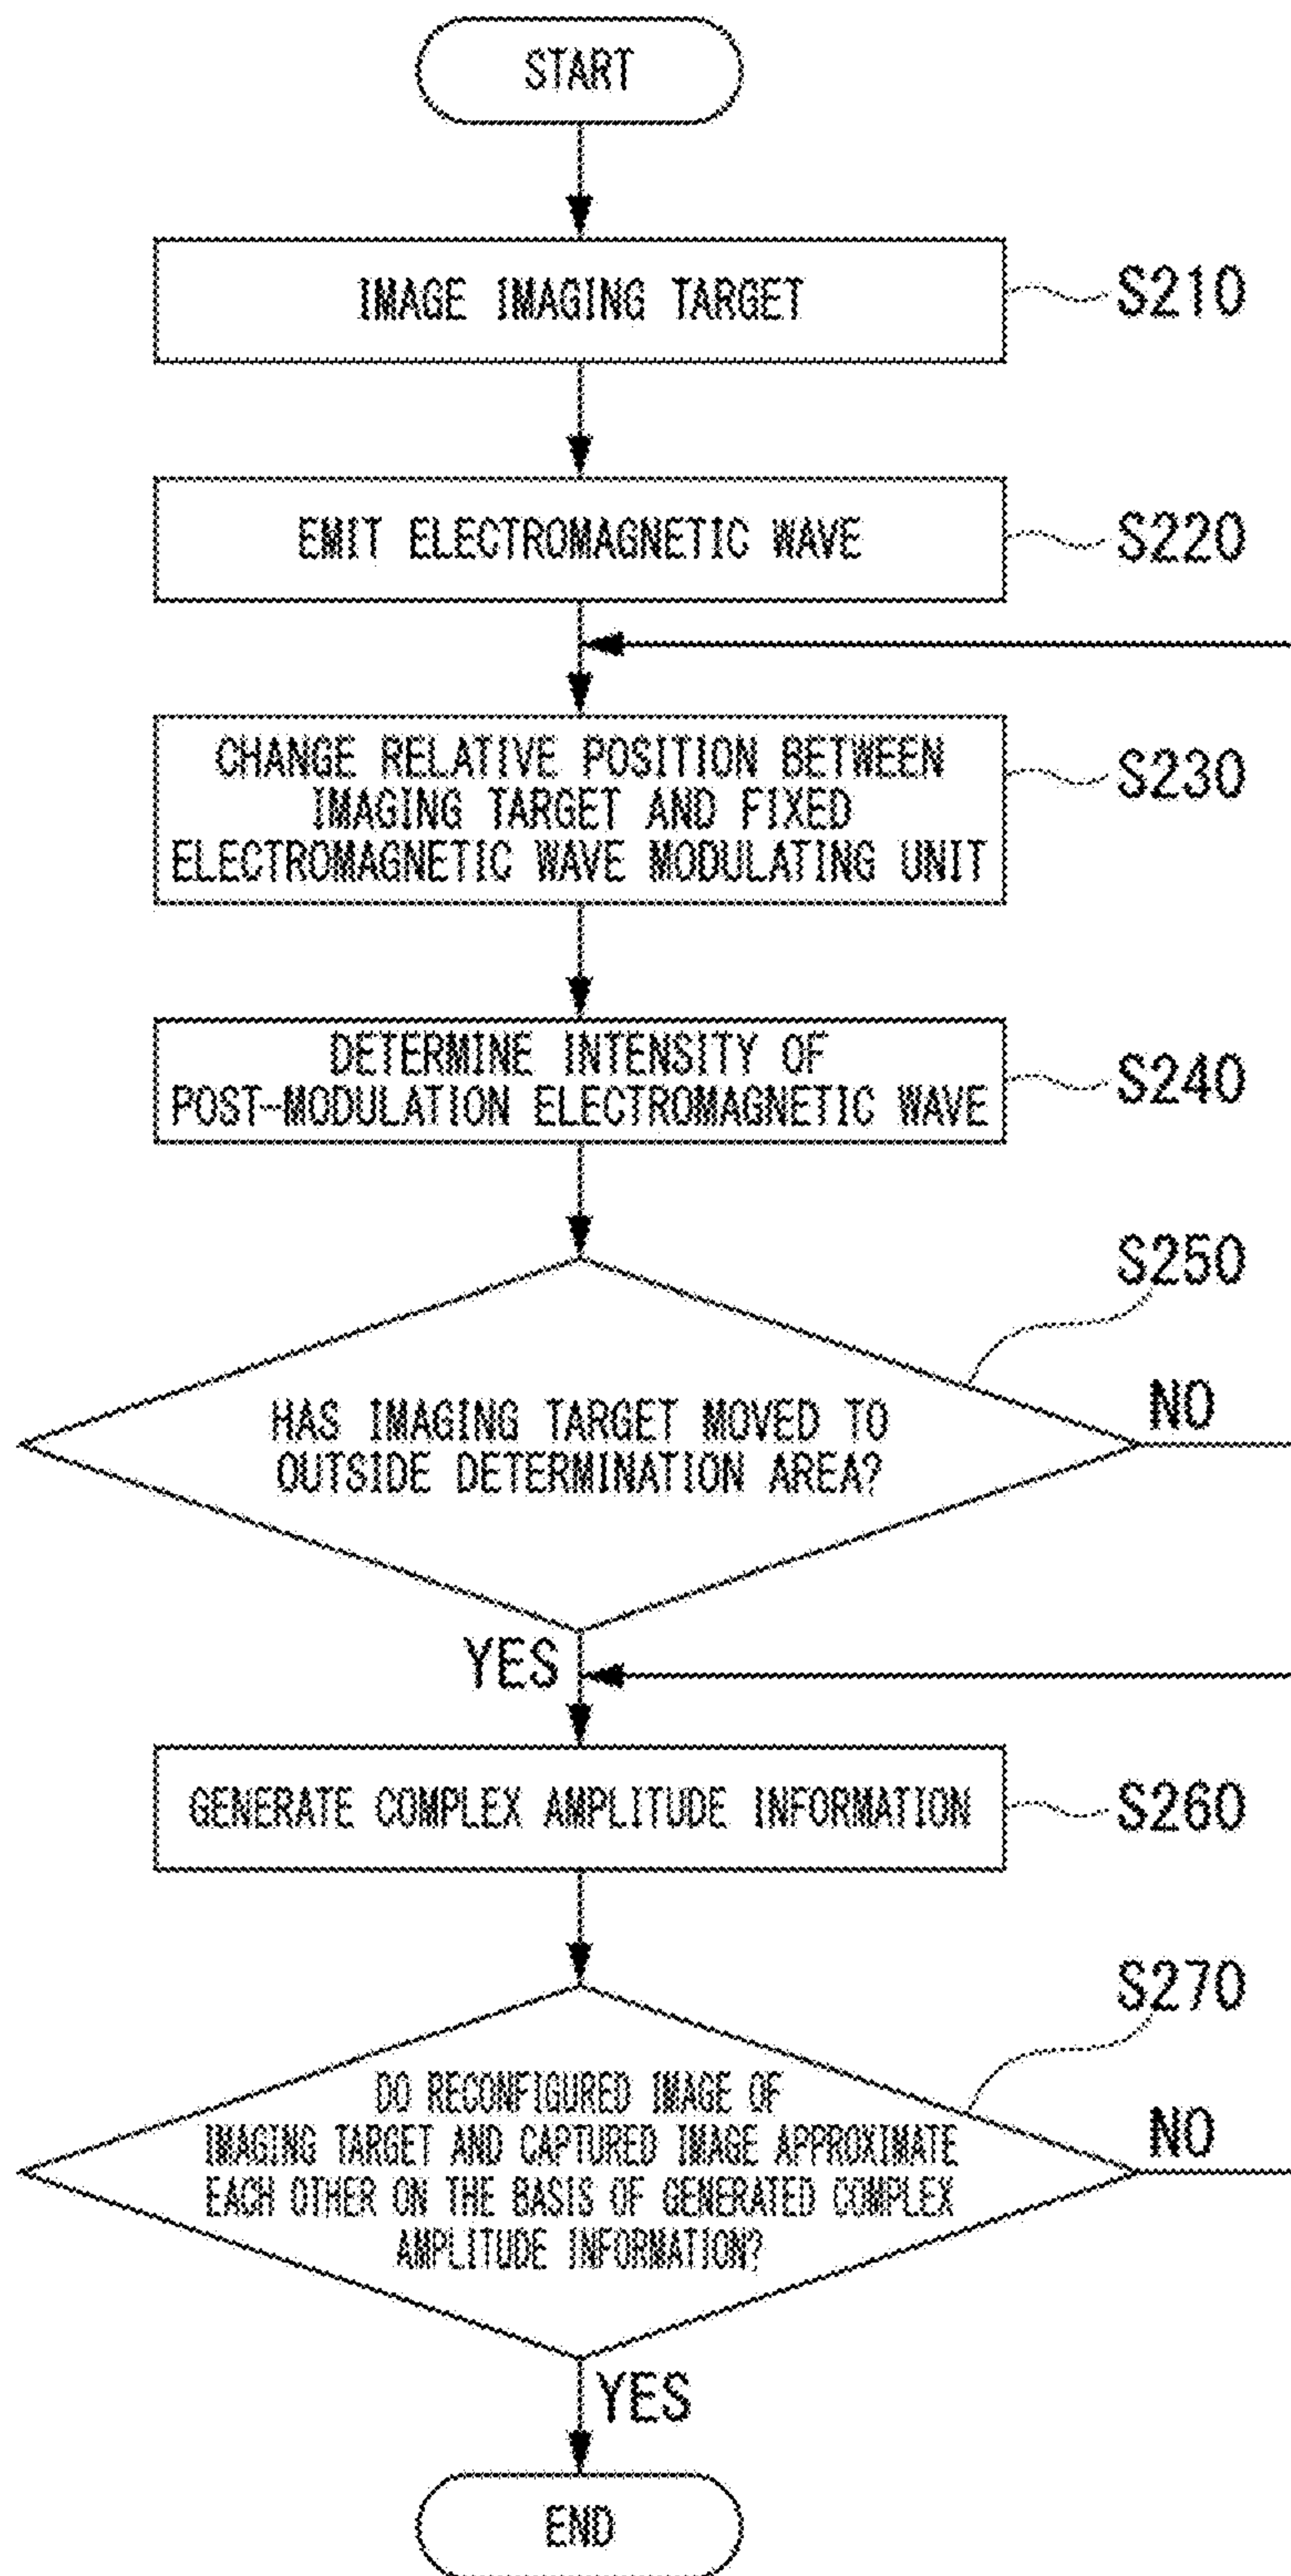 START
IMAGE IMAGING TARGET
S210
EMIT ELECTROMAGNETIC WAVE
S220
CHANGE RELATIVE POSITION BETWEEN
IMAGING TARGET AND FIXED
ELECTROMAGNETIC WAVE MODULATING UNIT
S230
DETERMINE INTENSITY OF
POST-MODULATION ELECTROMAGNETIC WAVE
S240
S250
HAS IMAGING TARGET MOVED TO
OUTSIDE DETERMINATION AREA?
NO
YES
GENERATE COMPLEX AMPLITUDE INFORMATION
S260
S270
DO RECONFIGURED IMAGE OF
IMAGING TARGET AND CAPTURED IMAGE APPROXIMATE
EACH OTHER ON THE BASIS OF GENERATED COMPLEX
AMPLITUDE INFORMATION?
NO
YES
END